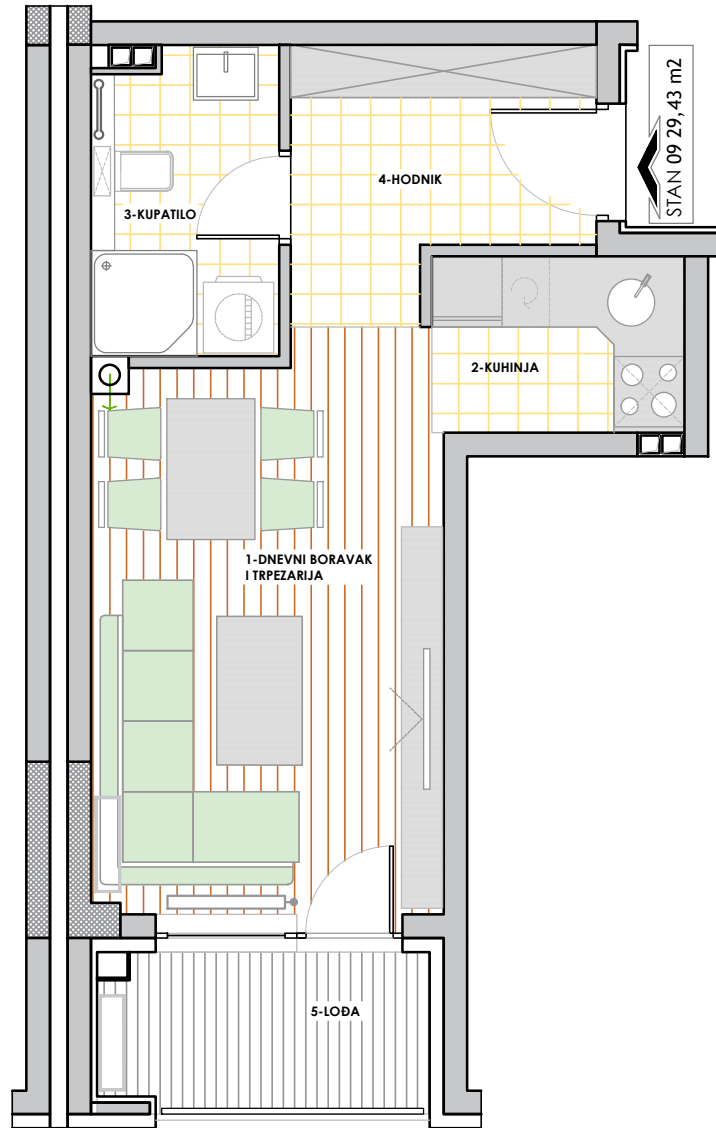 STAN 09 29,43 m2
4-HODNIK
3-KUPATILO
2-KUHINJA
1-DNEVNI BORAVAK
I TRPEZARIJA
5-LOĐA